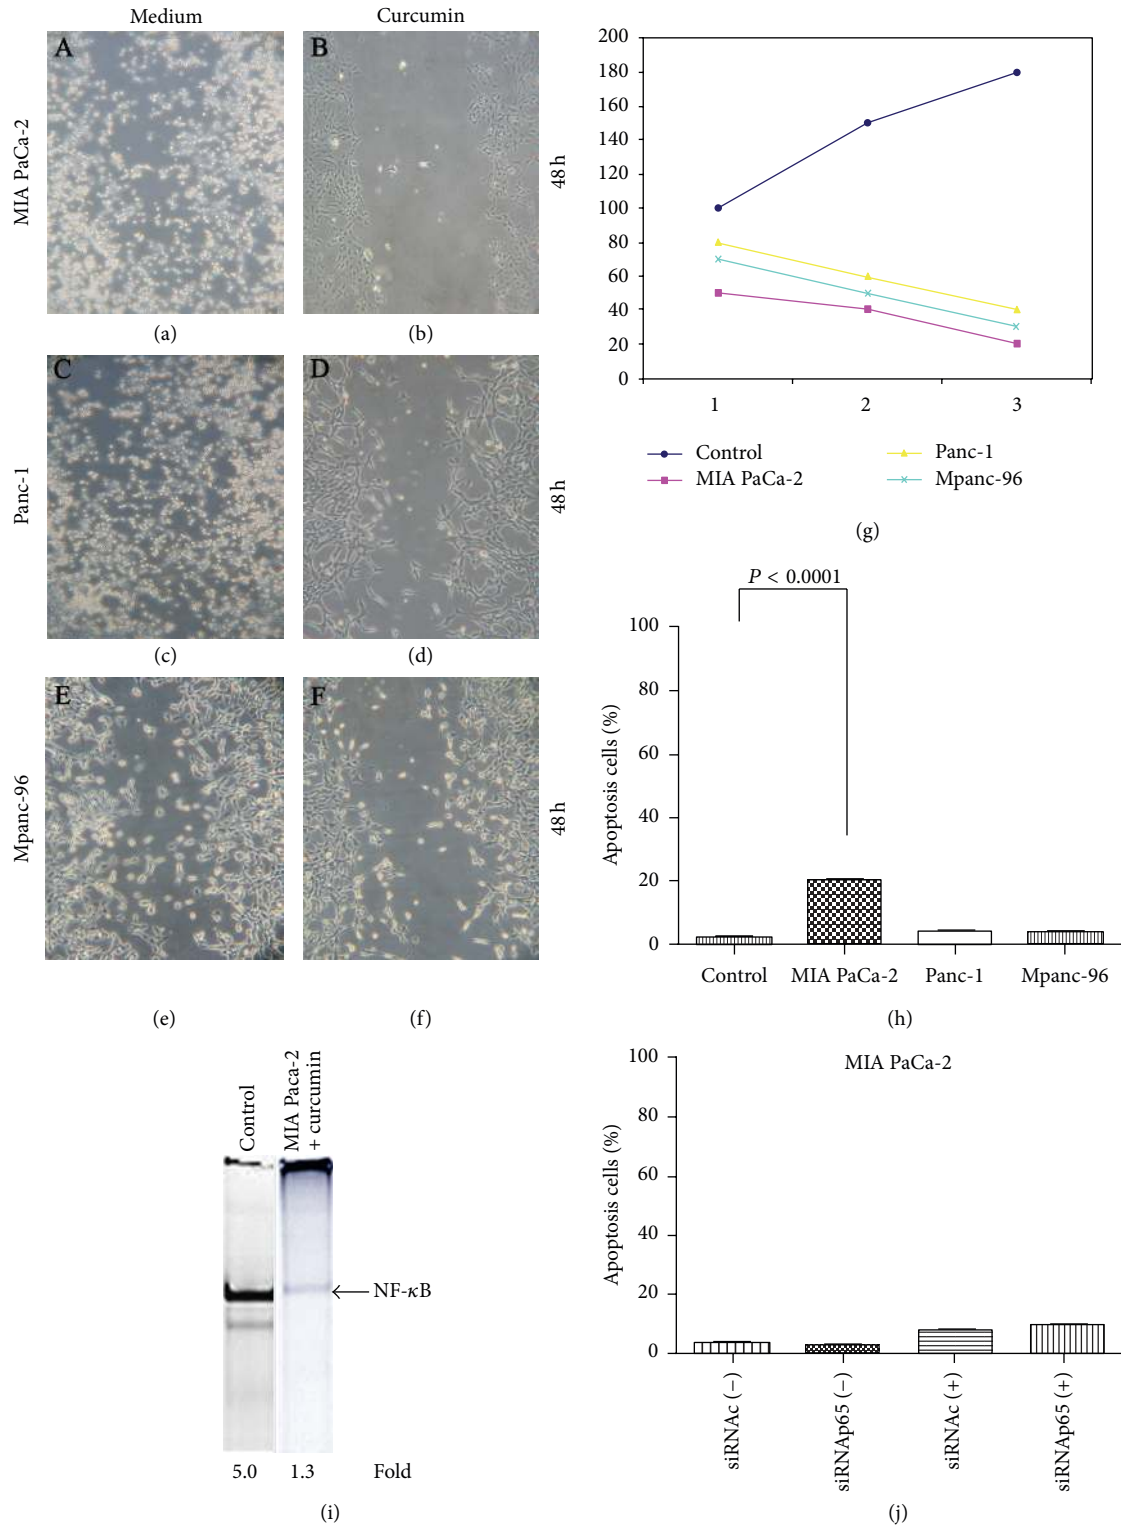 Medium
Curcumin
MIA PaCa-2
A
B
48 h
(a)
(b)
Panc-1
C
D
48 h
(c)
(d)
Mpanc-96
E
F
48 h
(e)
(f)
200
180
160
140
120
100
80
60
40
20
0
1
2
3
Control
Panc-1
MIA PaCa-2
Mpanc-96
(g)
P < 0.0001
Apoptosis cells (%)
100
80
60
40
20
0
Control
MIA PaCa-2
Panc-1
Mpanc-96
(h)
Control
MIA Paca-2
+ curcumin
NF-κB
5.0
1.3
Fold
(i)
MIA PaCa-2
Apoptosis cells (%)
100
80
60
40
20
0
siRNAc (−)
siRNAp65 (−)
siRNAc (+)
siRNAp65 (+)
(j)